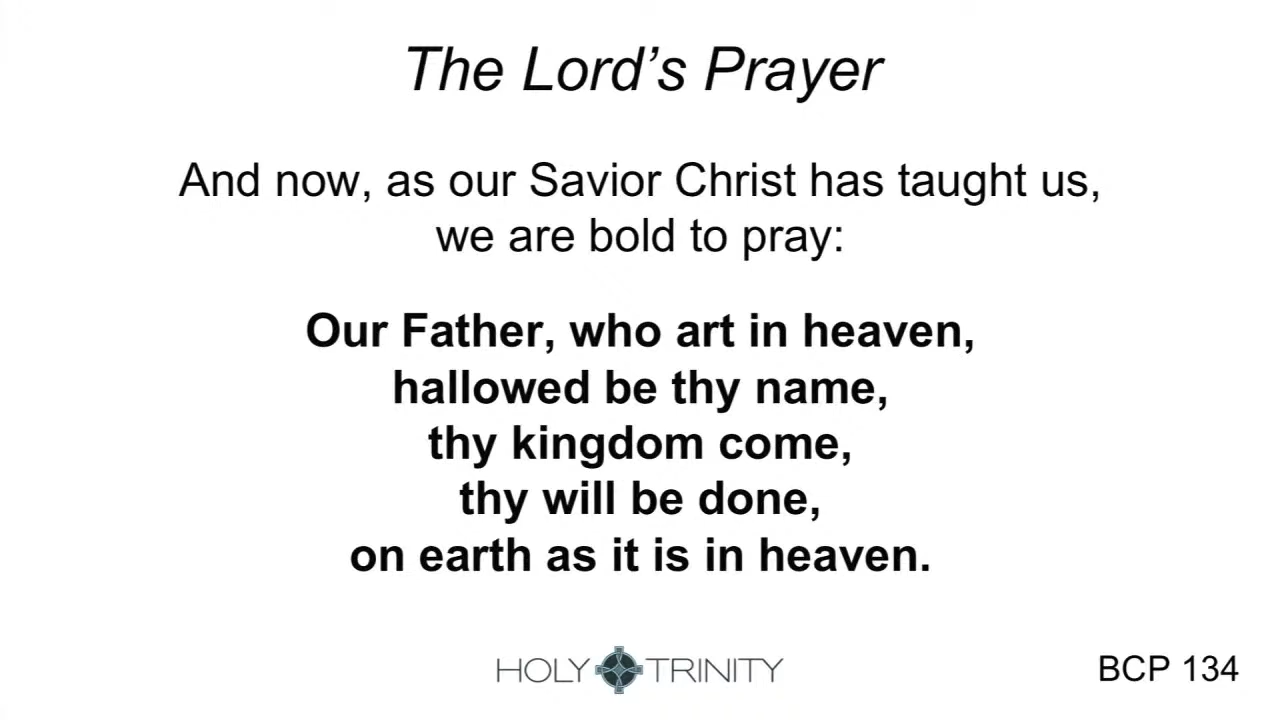 The Lord’s Prayer
And now, as our Savior Christ has taught us,
we are bold to pray:
Our Father, who art in heaven,
hallowed be thy name,
thy kingdom come,
thy will be done,
on earth as it is in heaven.
HOLY TRINITY
BCP 134